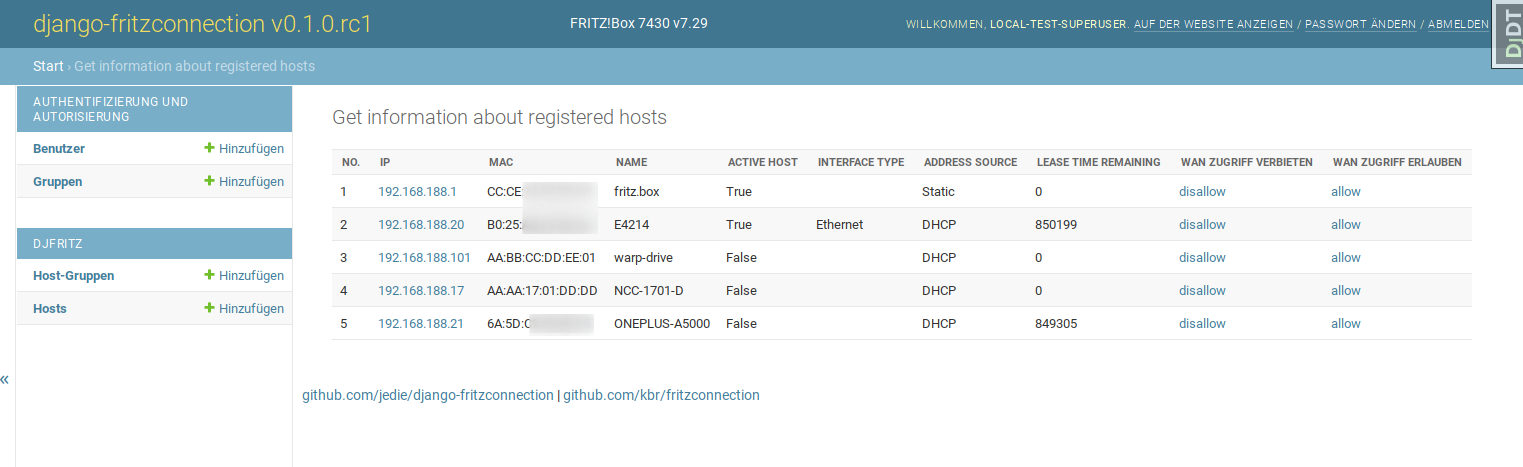 django-fritzconnection v0.1.0.rc1
FRITZ!Box 7430 v7.29
WILLKOMMEN, LOCAL-TEST-SUPERUSER. AUF DER WEBSITE ANZEIGEN / PASSWORT ÄNDERN / ABMELDEN
DjDT
Start › Get information about registered hosts
AUTHENTIFIZIERUNG UND
AUTORISIERUNG
Benutzer + Hinzufügen
Gruppen + Hinzufügen
DJFRITZ
Host-Gruppen + Hinzufügen
Hosts + Hinzufügen
«
Get information about registered hosts
NO. IP MAC NAME ACTIVE HOST INTERFACE TYPE ADDRESS SOURCE LEASE TIME REMAINING WAN ZUGRIFF VERBIETEN WAN ZUGRIFF ERLAUBEN
1 192.168.188.1 CC:CE fritz.box True Static 0 disallow allow
2 192.168.188.20 B0:25: E4214 True Ethernet DHCP 850199 disallow allow
3 192.168.188.101 AA:BB:CC:DD:EE:01 warp-drive False DHCP 0 disallow allow
4 192.168.188.17 AA:AA:17:01:DD:DD NCC-1701-D False DHCP 0 disallow allow
5 192.168.188.21 6A:5D: ONEPLUS-A5000 False DHCP 849305 disallow allow
github.com/jedie/django-fritzconnection | github.com/kbr/fritzconnection